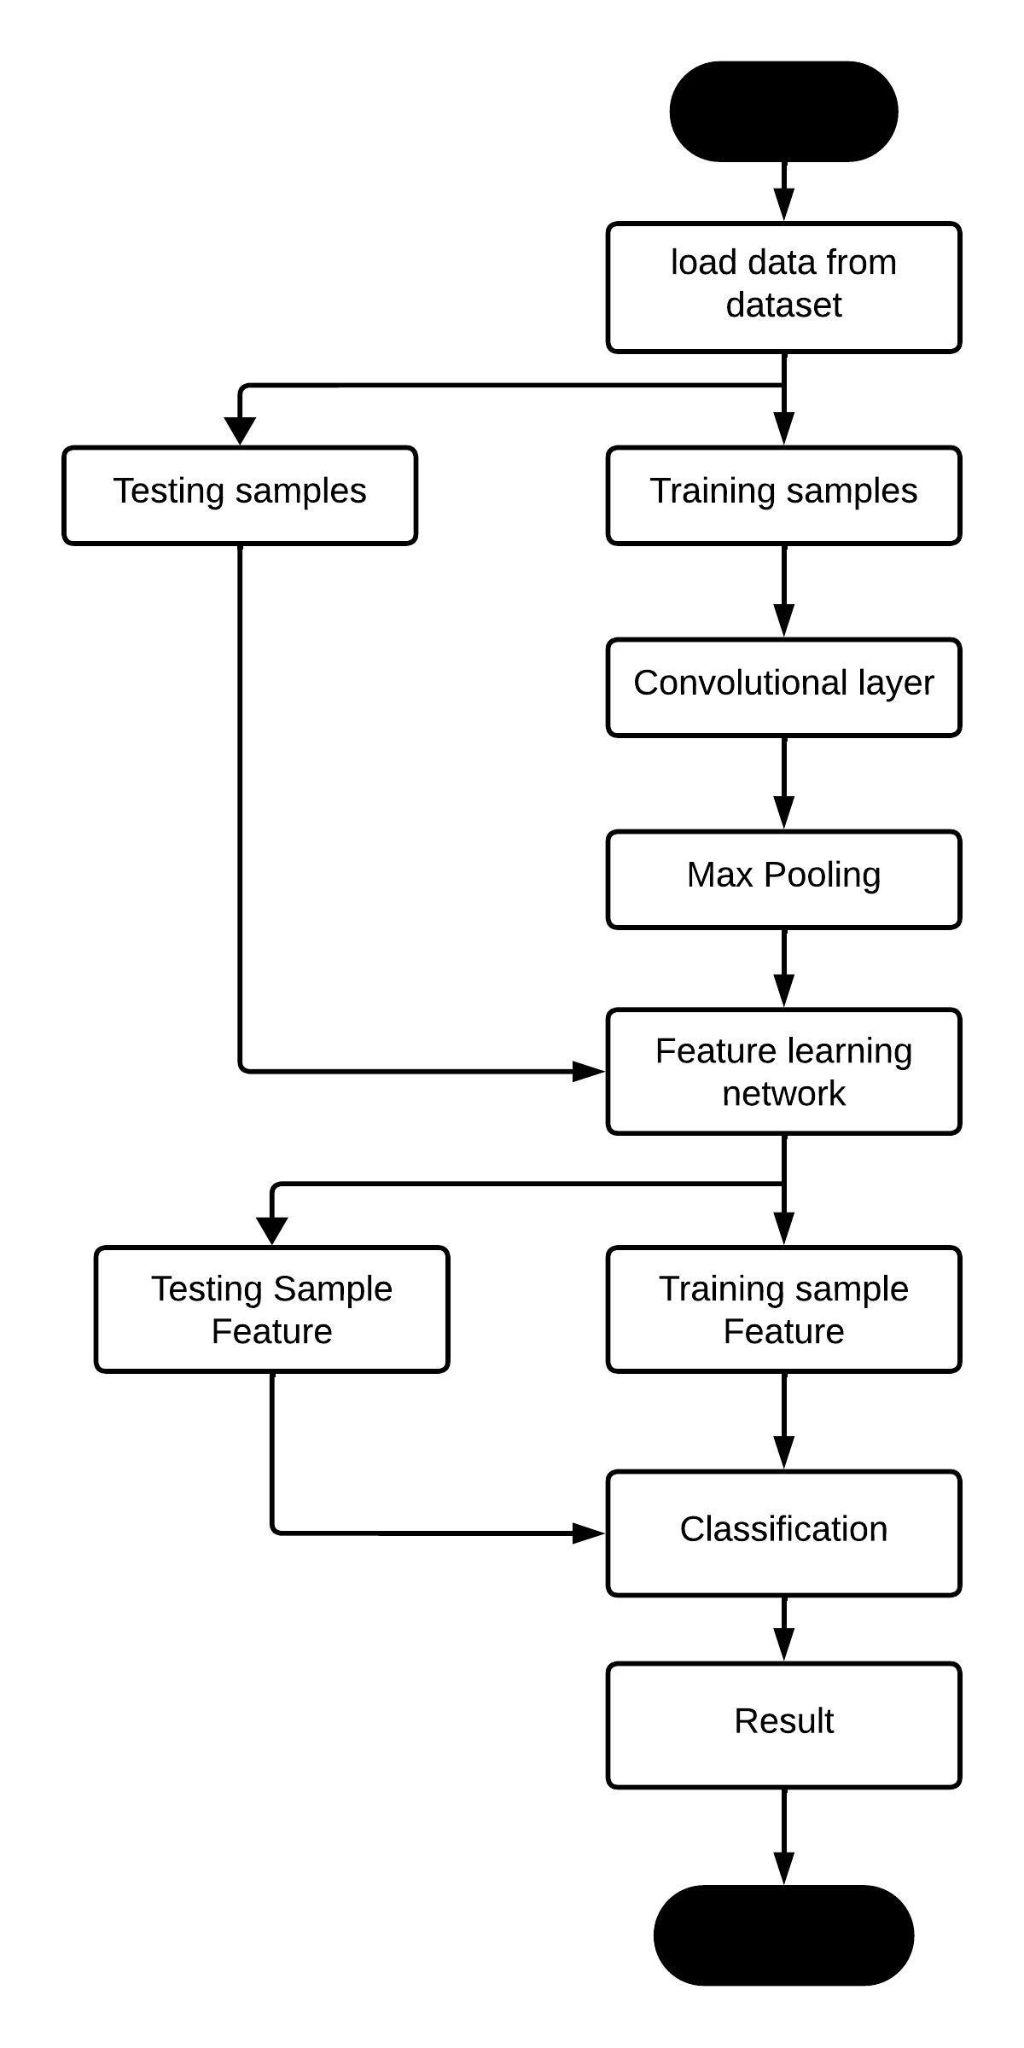 load data from
dataset
Testing samples
Training samples
Convolutional layer
Max Pooling
Feature learning
network
Testing Sample
Feature
Training sample
Feature
Classification
Result